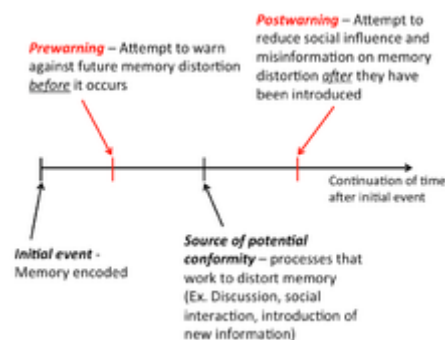 Prewarning – Attempt to warn
against future memory distortion
before it occurs
Postwarning – Attempt to
reduce social influence and
misinformation on memory
distortion after they have
been introduced
Continuation of time
after initial event
Initial event -
Memory encoded
Source of potential
conformity – processes that
work to distort memory
(Ex. Discussion, social
interaction, introduction of
new information)